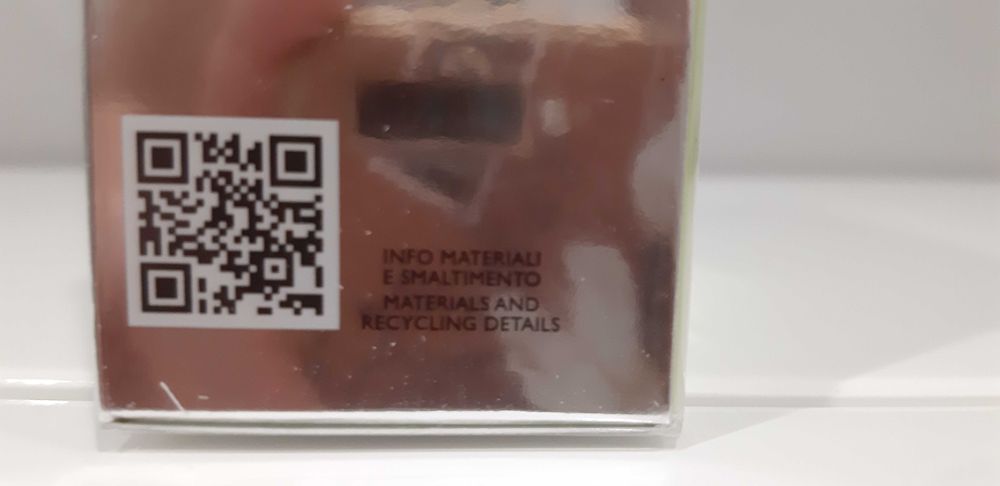 INFO MATERIALI
E SMALTIMENTO
MATERIALS AND
RECYCLING DETAILS